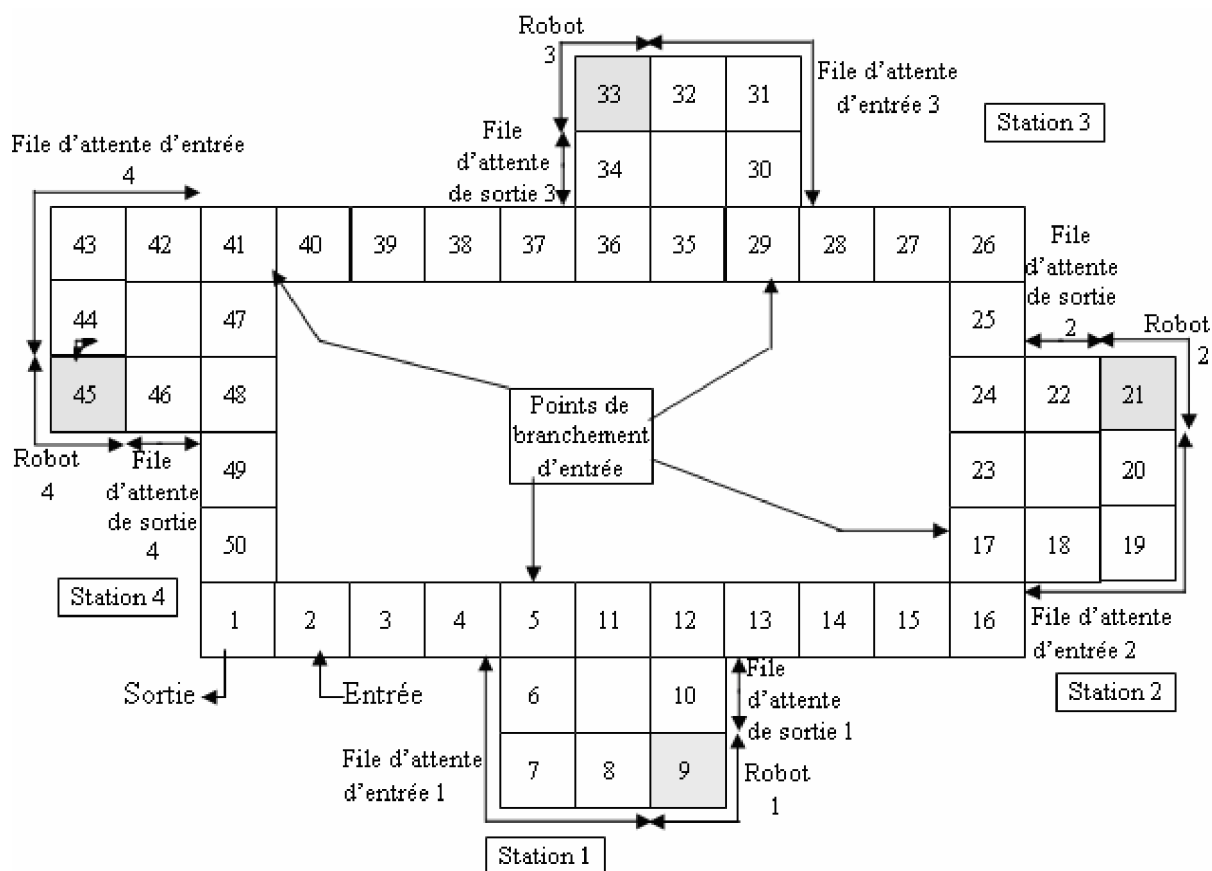 Robot
3
33 32 31
File d'attente
d'entrée 3
Station 3
File
d'attente
de sortie 3
34 30
File d'attente d'entrée
4
43 42 41 40 39 38 37 36 35 29 28 27 26
File
d'attente
de sortie
2
44 47 25
Robot
2
45 46 48
Points de
branchement
d'entrée
24 22 21
Robot
4
File
d'attente
de sortie
4
49 23 20
50 17 18 19
Station 4
1 2 3 4 5 11 12 13 14 15 16
File d'attente
d'entrée 2
Sortie
Entrée
Station 2
6 10
File
d'attente
de sortie 1
File d'attente
d'entrée 1
7 8 9
Robot
1
Station 1